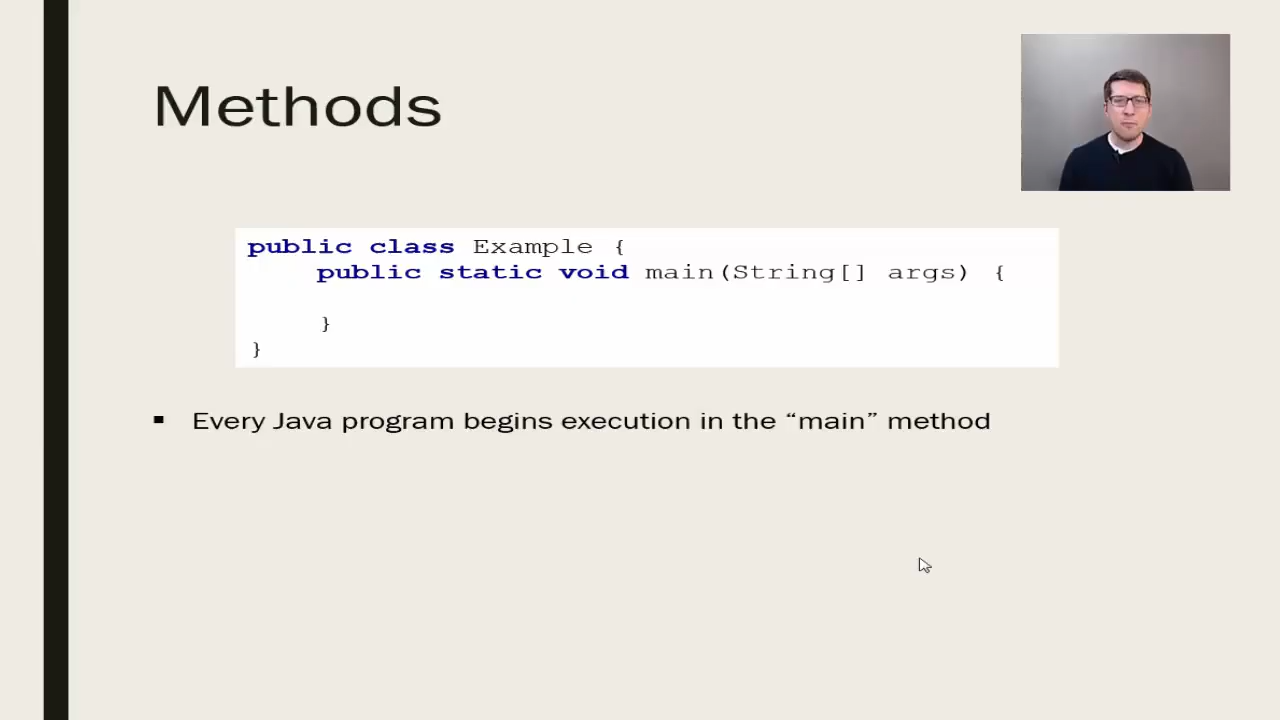 Methods
public class Example {
public static void main(String[] args) {
}
}
▪ Every Java program begins execution in the “main” method